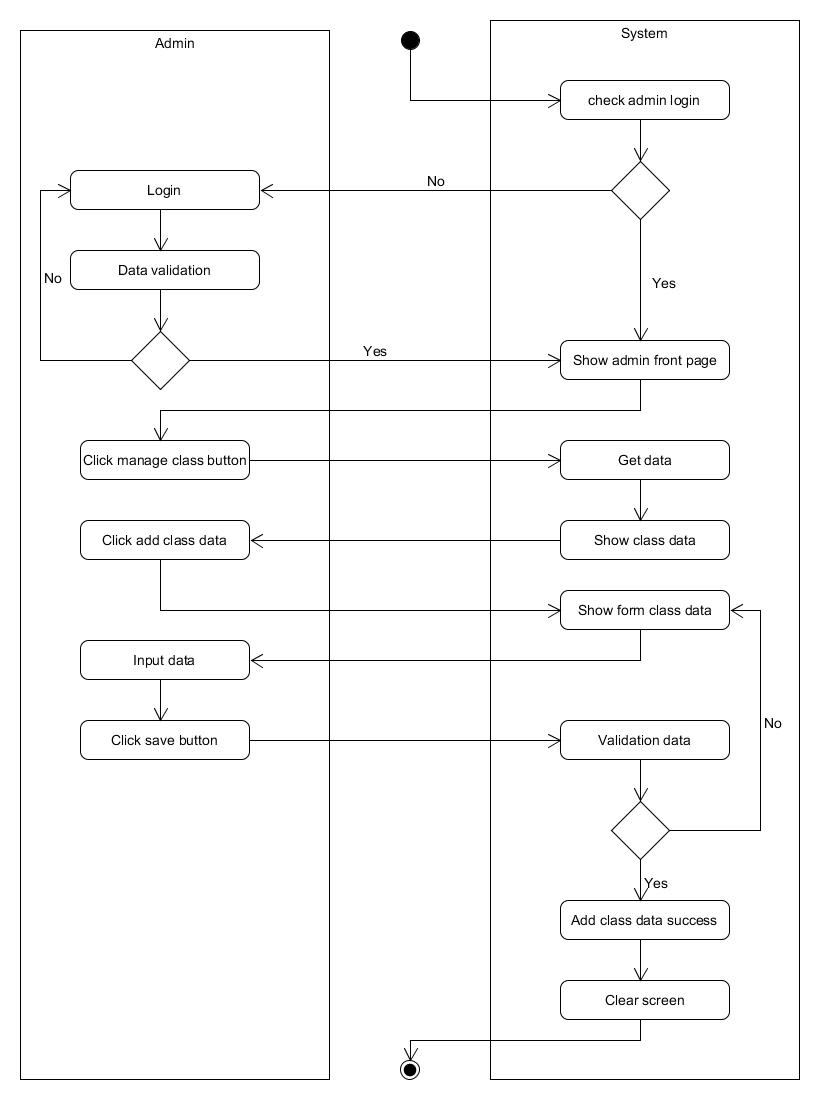 Admin
System
check admin login
No
Login
Data validation
No
Yes
Yes
Show admin front page
Click manage class button
Get data
Click add class data
Show class data
Show form class data
Input data
No
Click save button
Validation data
Yes
Add class data success
Clear screen